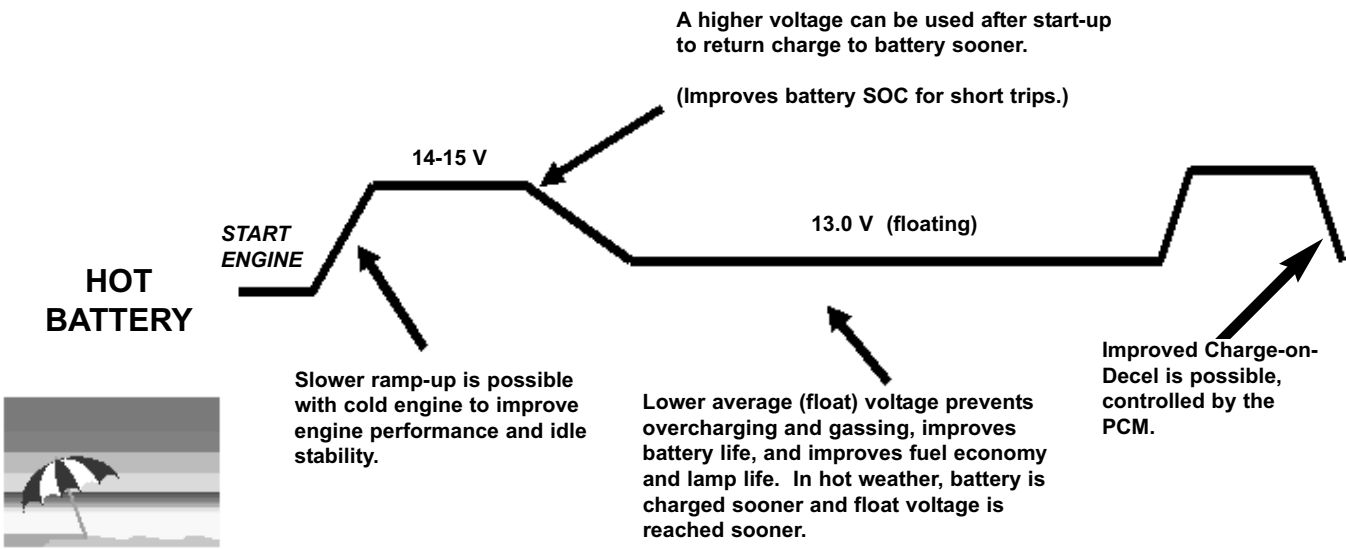 A higher voltage can be used after start-up
to return charge to battery sooner.
(Improves battery SOC for short trips.)
14-15 V
START
ENGINE
13.0 V (floating)
HOT
BATTERY
Slower ramp-up is possible
with cold engine to improve
engine performance and idle
stability.
Lower average (float) voltage prevents
overcharging and gassing, improves
battery life, and improves fuel economy
and lamp life. In hot weather, battery is
charged sooner and float voltage is
reached sooner.
Improved Charge-on-
Decel is possible,
controlled by the
PCM.